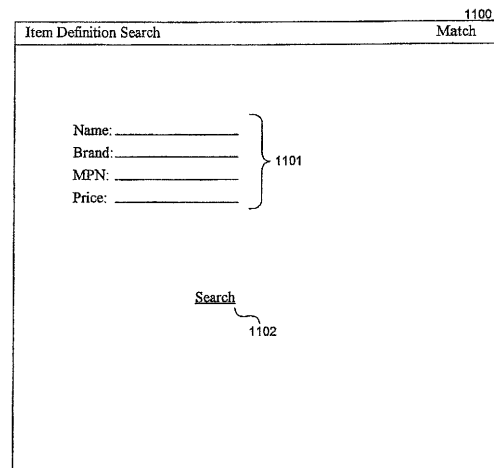 1100
Item Definition Search Match
Name:
Brand:
MPN:
Price:
1101
Search
1102